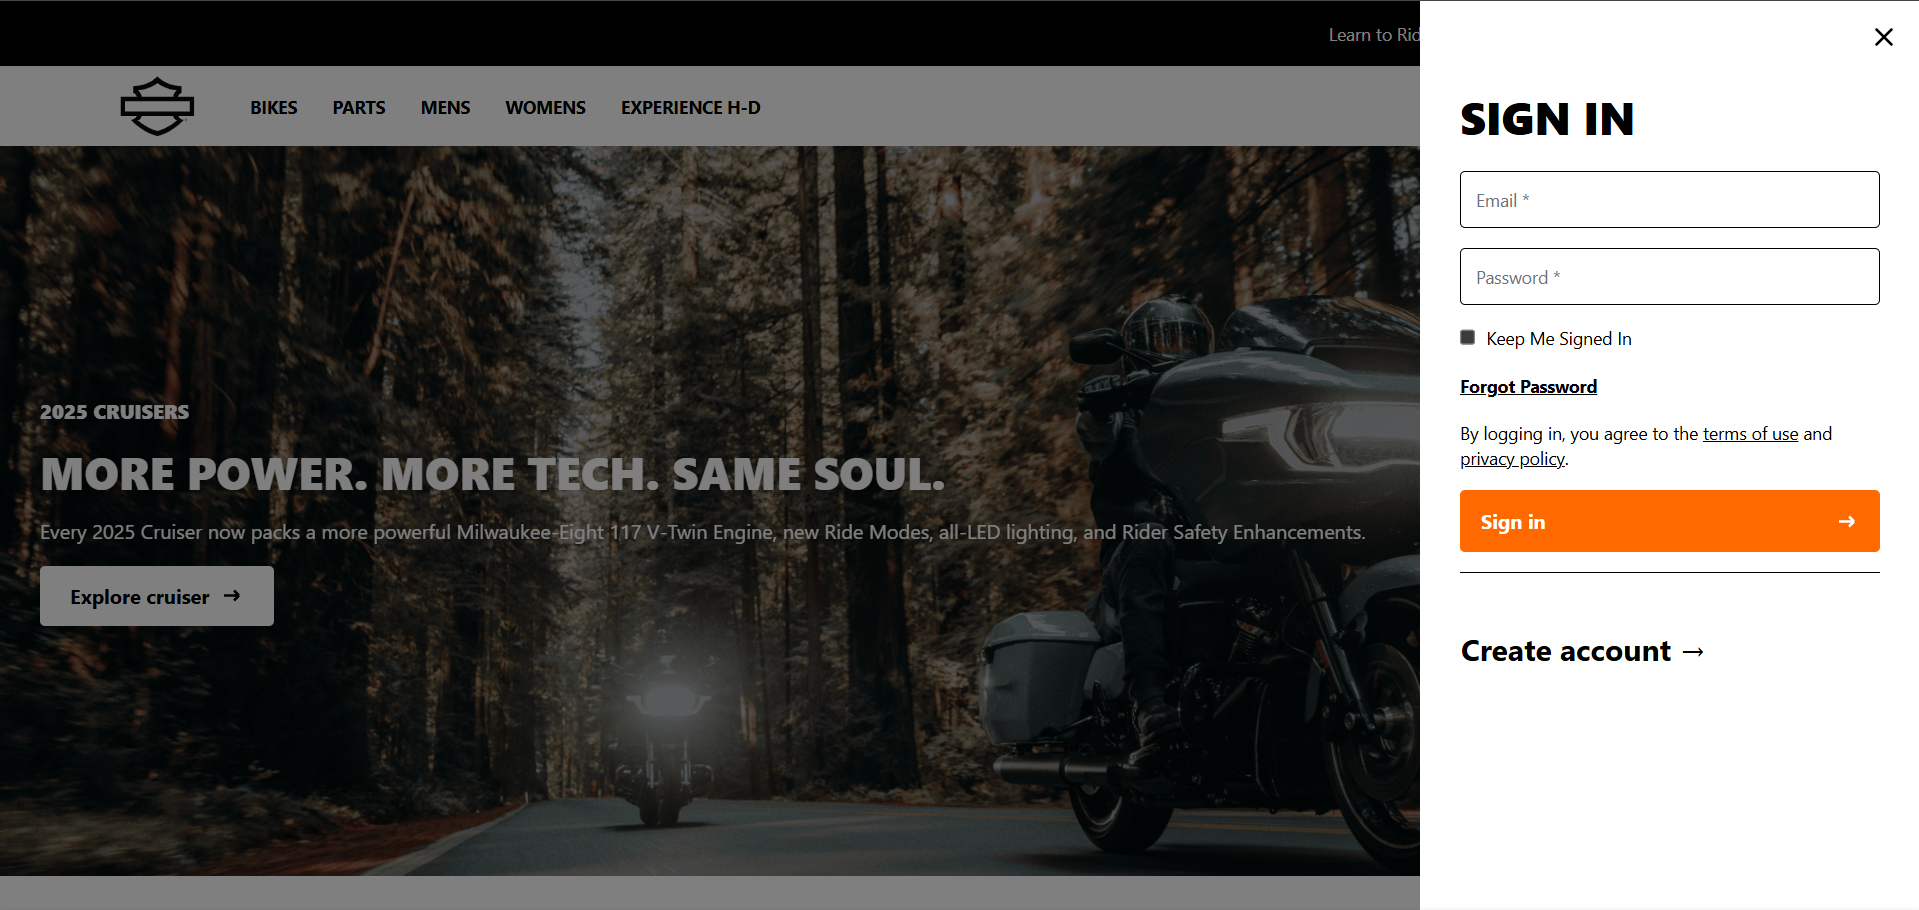 Learn to Rid
BIKES PARTS MENS WOMENS EXPERIENCE H-D
2025 CRUISERS
MORE POWER. MORE TECH. SAME SOUL.
Every 2025 Cruiser now packs a more powerful Milwaukee-Eight 117 V-Twin Engine, new Ride Modes, all-LED lighting, and Rider Safety Enhancements.
Explore cruiser →
SIGN IN
Email *
Password *
Keep Me Signed In
Forgot Password
By logging in, you agree to the terms of use and
privacy policy.
Sign in →
Create account →